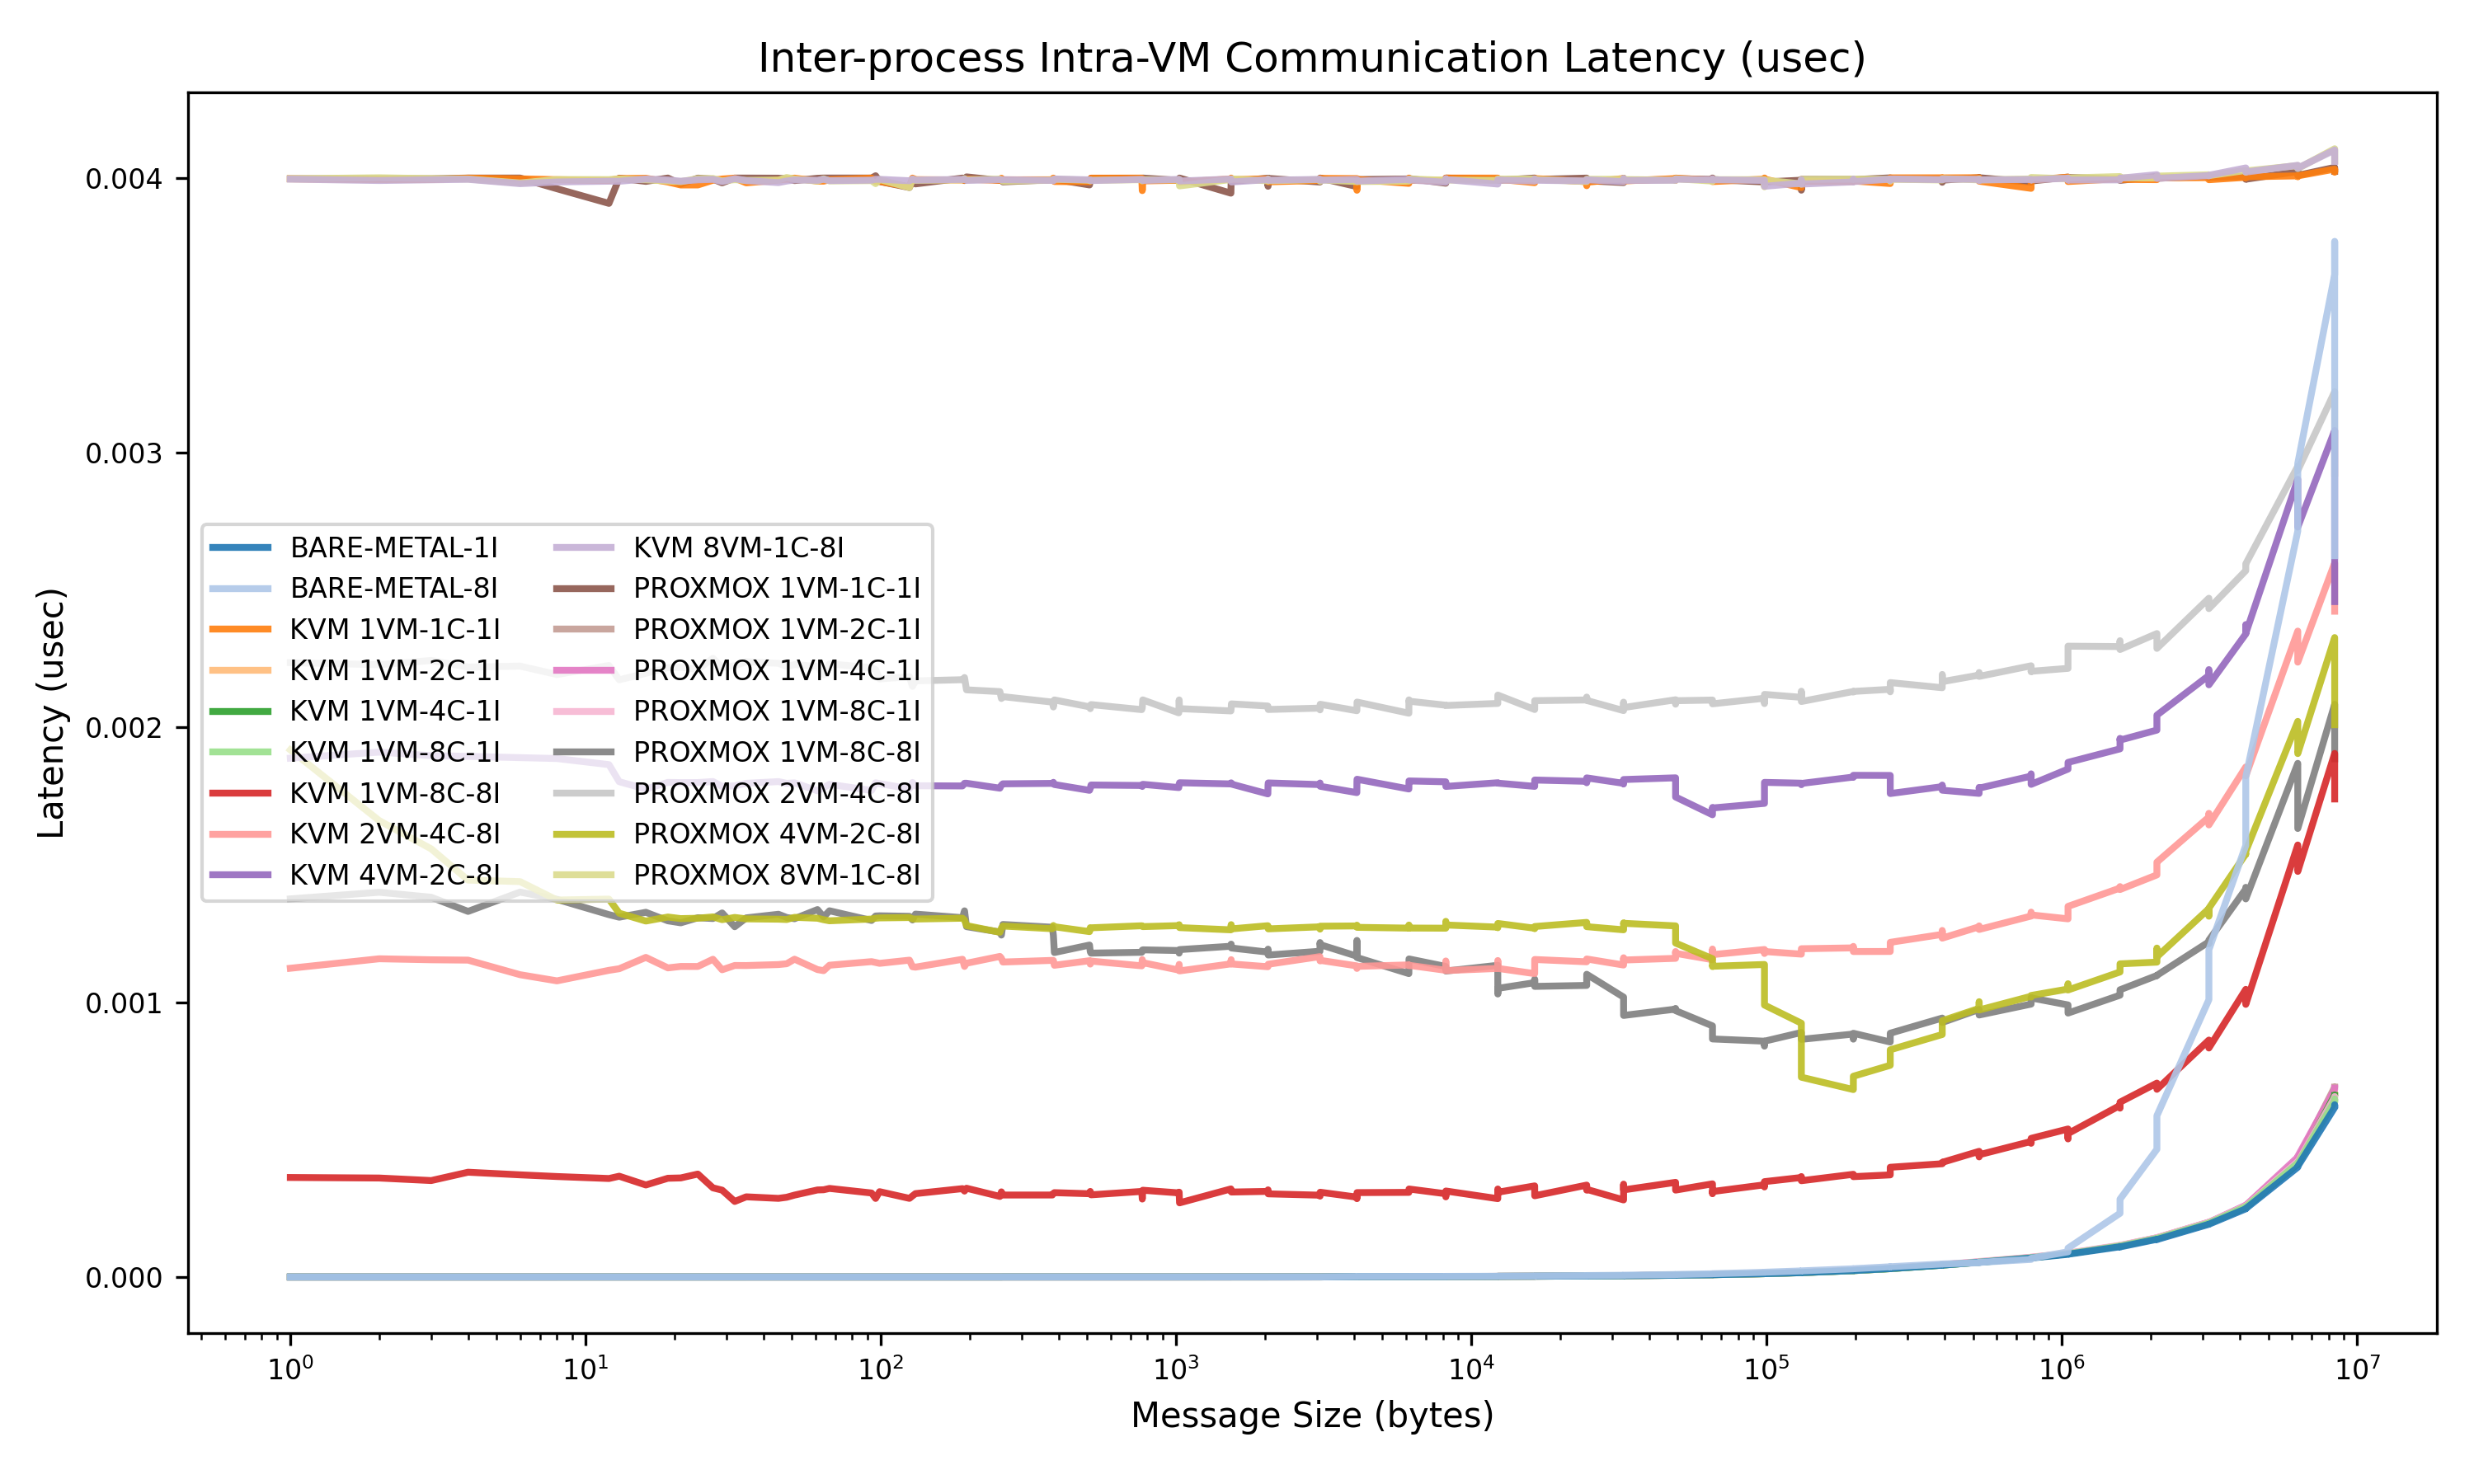 Inter-process Intra-VM Communication Latency (usec)
Latency (usec)
0.004
0.003
0.002
0.001
0.000
BARE-METAL-1I
BARE-METAL-8I
KVM 1VM-1C-1I
KVM 1VM-2C-1I
KVM 1VM-4C-1I
KVM 1VM-8C-1I
KVM 1VM-8C-8I
KVM 2VM-4C-8I
KVM 4VM-2C-8I
KVM 8VM-1C-8I
PROXMOX 1VM-1C-1I
PROXMOX 1VM-2C-1I
PROXMOX 1VM-4C-1I
PROXMOX 1VM-8C-1I
PROXMOX 1VM-8C-8I
PROXMOX 2VM-4C-8I
PROXMOX 4VM-2C-8I
PROXMOX 8VM-1C-8I
10⁰ 10¹ 10² 10³ 10⁴ 10⁵ 10⁶ 10⁷
Message Size (bytes)